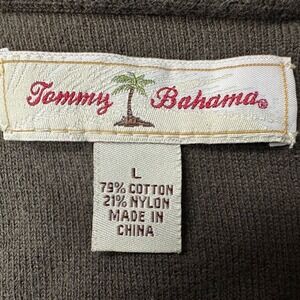 Tommy Bahama®
L
79% COTTON
21% NYLON
MADE IN
CHINA